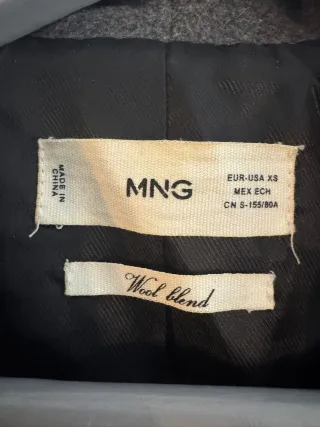 MADE IN
CHINA
MNG
EUR-USA XS
MEX ECH
CN S-155/80A
Wool blend